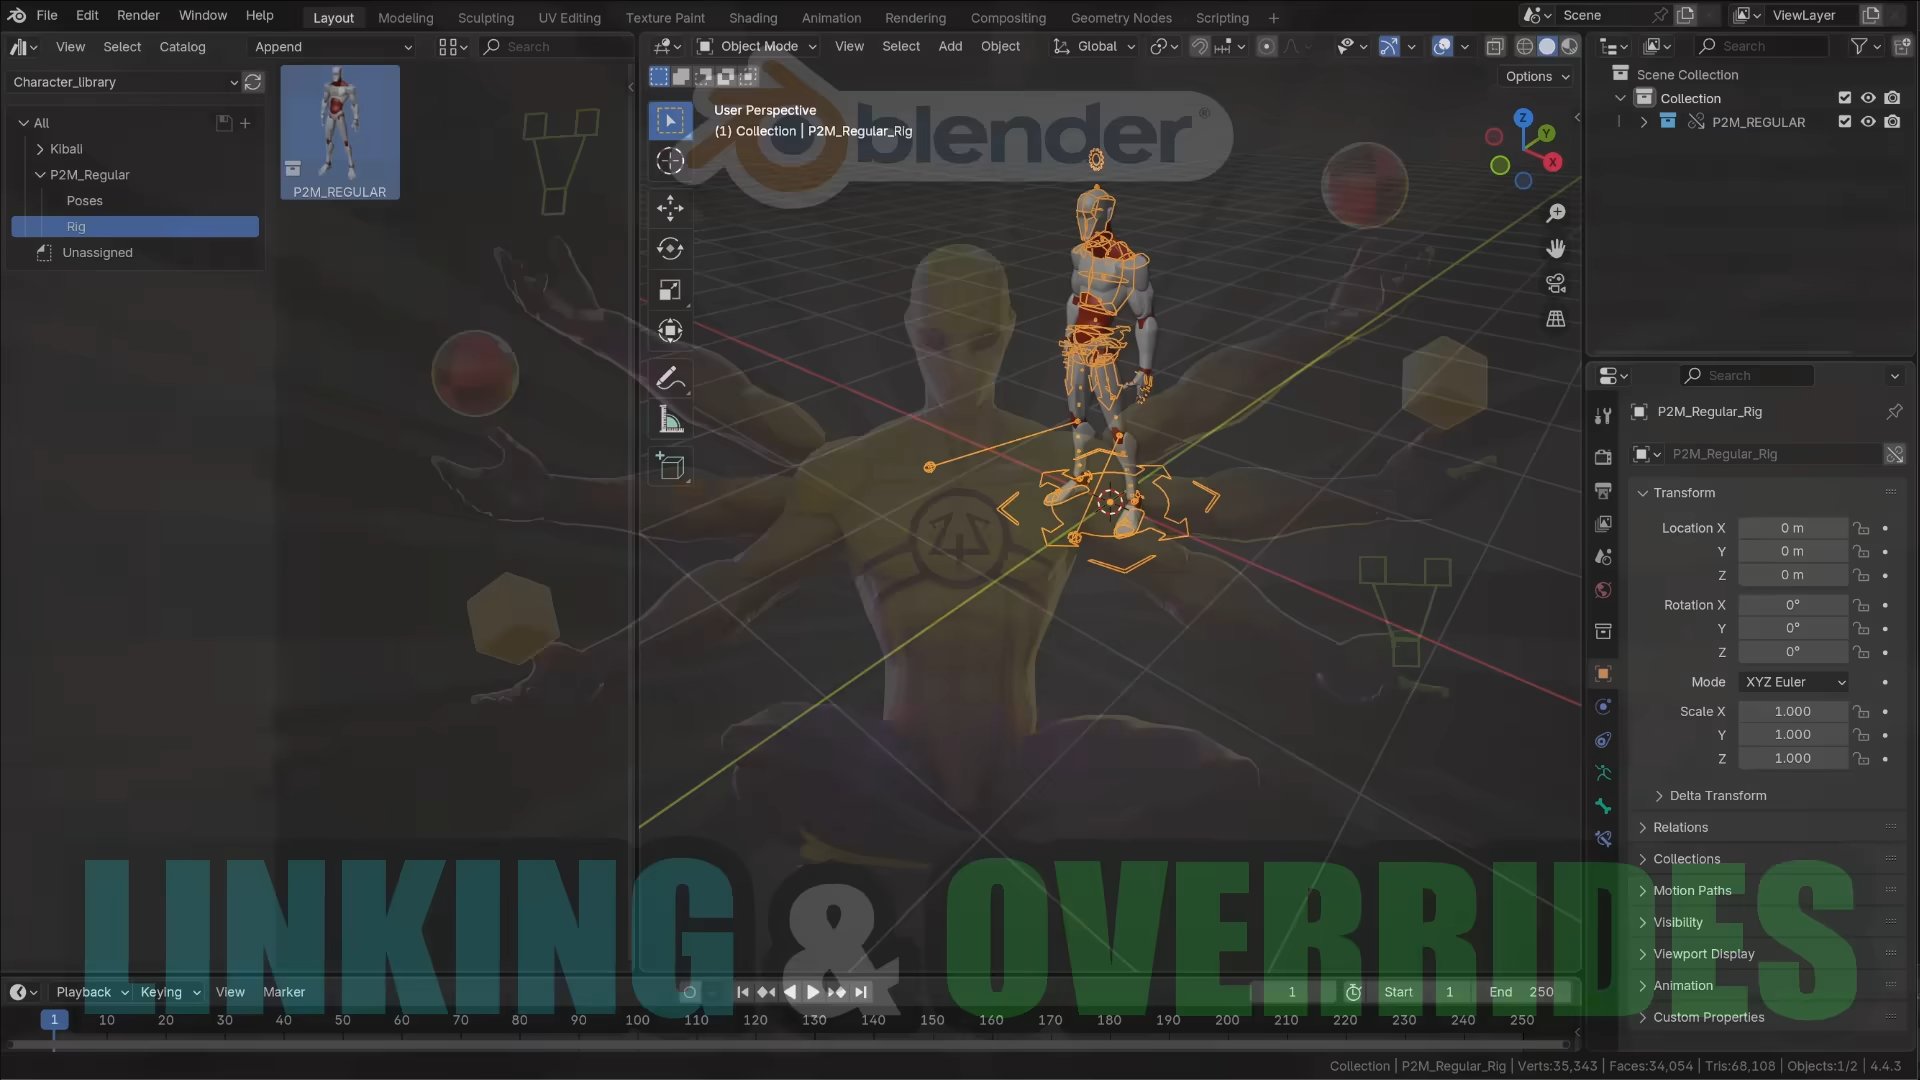 File Edit Render Window Help Layout Modeling Sculpting UV Editing Texture Paint Shading Animation Rendering Compositing Geometry Nodes Scripting + Scene ViewLayer
View Select Catalog Append Search Object Mode View Select Add Object Global Search
Character_library
Options
All
Kibali
P2M_Regular
Poses
Rig
Unassigned
P2M_REGULAR
User Perspective
(1) Collection | P2M_Regular_Rig
blender®
Z
Y
X
Scene Collection
Collection
P2M_REGULAR
Search
P2M_Regular_Rig
P2M_Regular_Rig
Transform
Location X 0 m
Y 0 m
Z 0 m
Rotation X 0°
Y 0°
Z 0°
Mode XYZ Euler
Scale X 1.000
Y 1.000
Z 1.000
Delta Transform
Relations
Collections
Motion Paths
Visibility
Viewport Display
Animation
Custom Properties
LINKING & OVERRIDES
Playback Keying View Marker 1 Start 1 End 250
1 10 20 30 40 50 60 70 80 90 100 110 120 130 140 150 160 170 180 190 200 210 220 230 240 250
Collection | P2M_Regular_Rig | Verts:35,343 | Faces:34,054 | Tris:68,108 | Objects:1/2 | 4.4.3